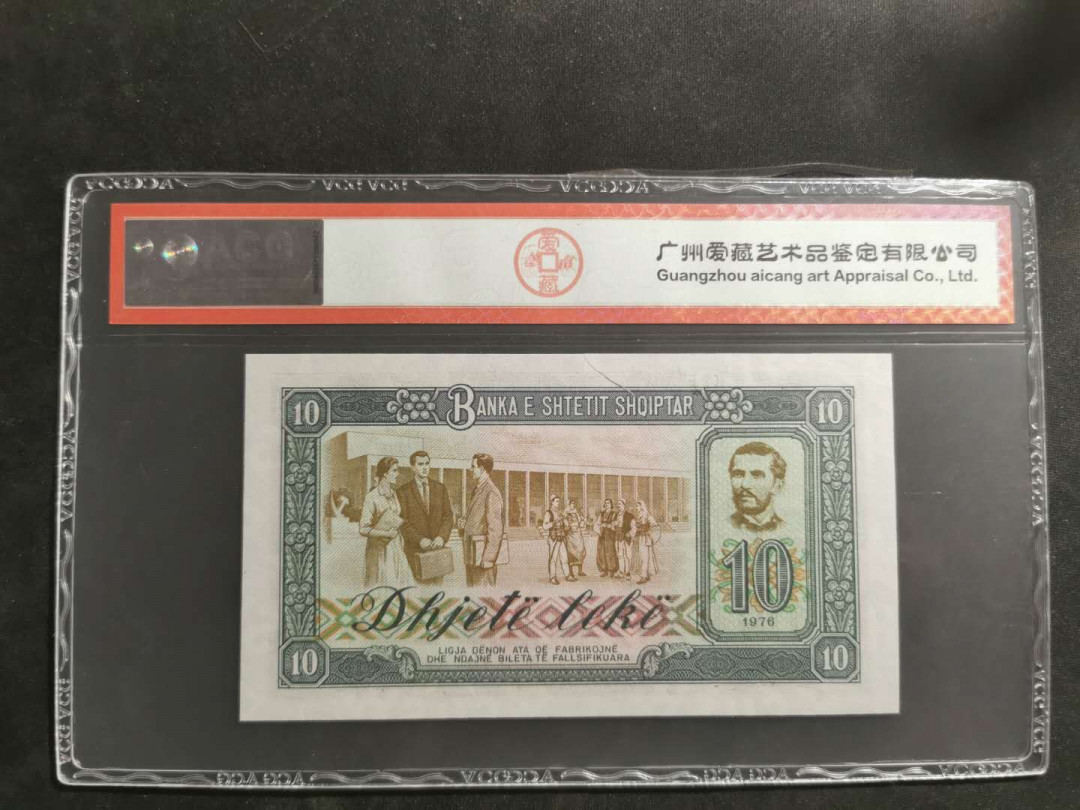 爱藏
广州爱藏艺术品鉴定有限公司
Guangzhou aicang art Appraisal Co., Ltd.
10 BANKA E SHTETIT SHQIPTAR 10
10
1976
Dhjetë lekë
LIGJA DËNON ATA QË FABRIKOJNË
DHE NDAJNË BILETA TË FALLSIFIKUARA
10 10